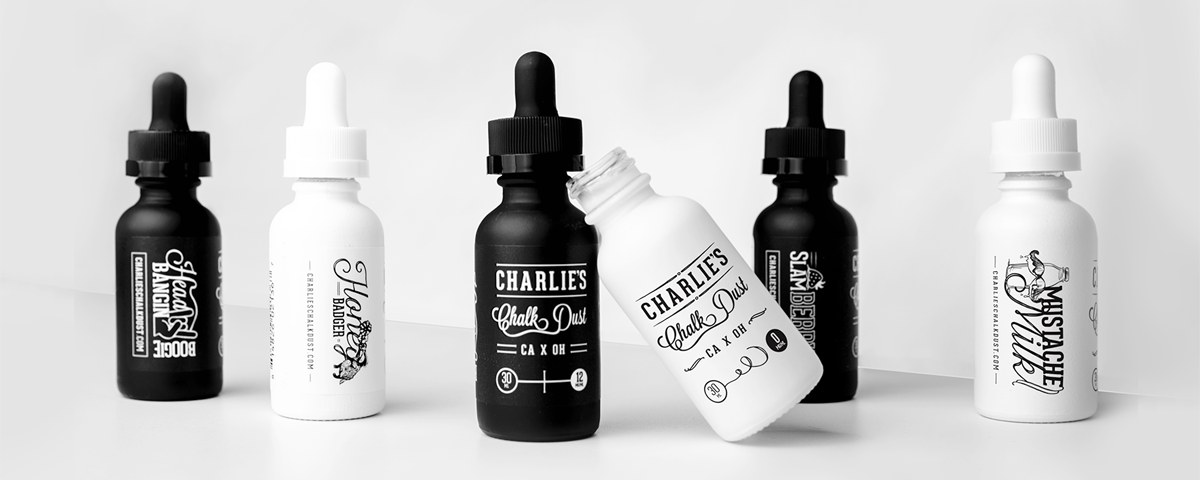 Head
BANGIN'
BOOGIE
CHARLIESCHALKDUST.COM
Honey
BADGER
CHARLIESCHALKDUST.COM
CHARLIE'S
Chalk Dust
CA X OH
30
12
CHARLIE'S
Chalk Dust
CA X OH
30
0
SLAM
MUSTACHE
Milk
CHARLIESCHALKDUST.COM